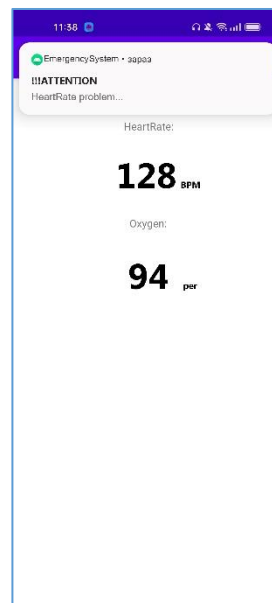 11:38
EmergencySystem • зараз
!!!ATTENTION
HeartRate problem...
HeartRate:
128 BPM
Oxygen:
94 per